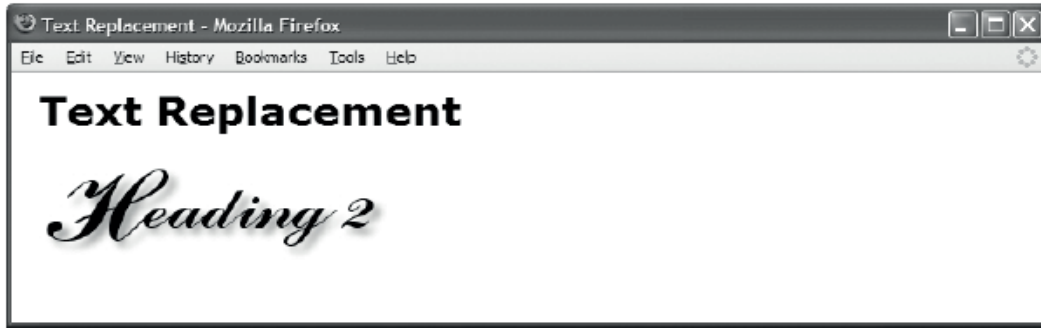 Text Replacement - Mozilla Firefox
File Edit View History Bookmarks Tools Help
Text Replacement
Heading 2